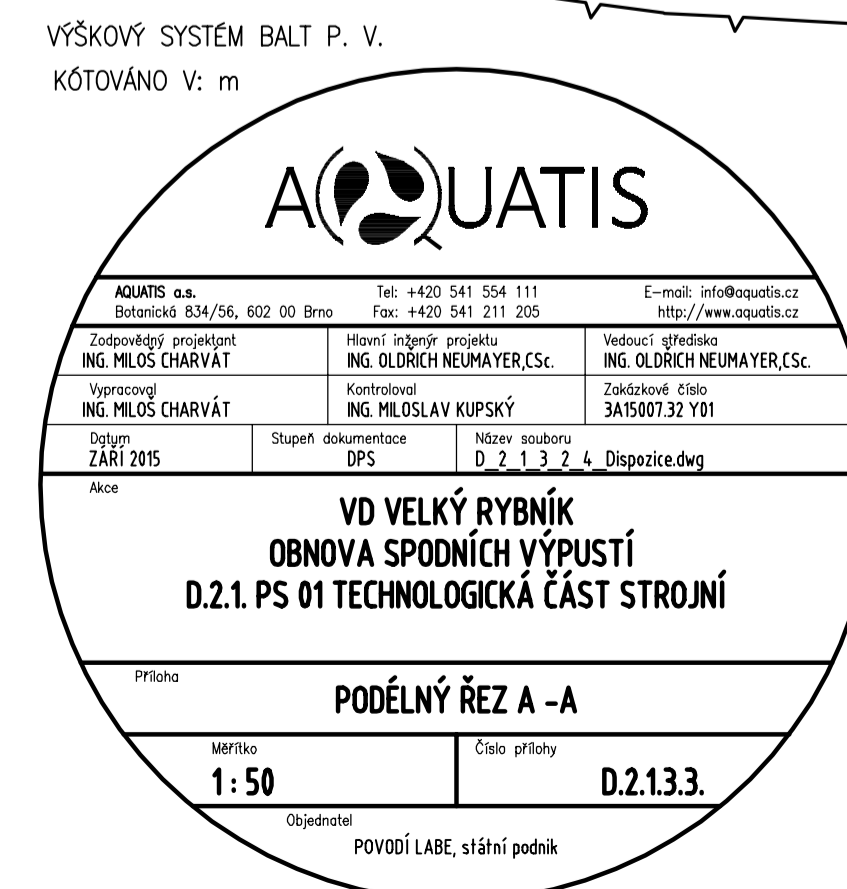 VÝŠKOVÝ SYSTÉM BALT P. V.
KÓTOVÁNO V: m
AQUATIS
AQUATIS a.s. Tel: +420 541 554 111 E-mail: info@aquatis.cz
Botanická 834/56, 602 00 Brno Fax: +420 541 211 205 http://www.aquatis.cz
Zodpovědný projektant Hlavní inženýr projektu Vedoucí střediska
ING. MILOŠ CHARVÁT ING. OLDŘICH NEUMAYER,CSc. ING. OLDŘICH NEUMAYER,CSc.
Vypracoval Kontroloval Zakázkové číslo
ING. MILOŠ CHARVÁT ING. MILOSLAV KUPSKÝ 3A15007.32 Y01
Datum Stupeň dokumentace Název souboru
ZÁŘÍ 2015 DPS D_2_1_3_2_4_Dispozice.dwg
Akce
VD VELKÝ RYBNÍK
OBNOVA SPODNÍCH VÝPUSTÍ
D.2.1. PS 01 TECHNOLOGICKÁ ČÁST STROJNÍ
Příloha
PODÉLNÝ ŘEZ A -A
Měřítko Číslo přílohy
1 : 50 D.2.1.3.3.
Objednatel
POVODÍ LABE, státní podnik